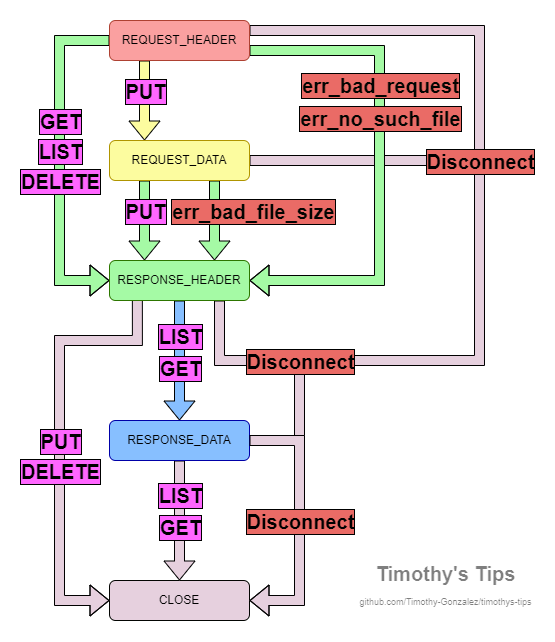 REQUEST_HEADER
PUT
err_bad_request
GET
err_no_such_file
LIST
REQUEST_DATA
Disconnect
DELETE
PUT
err_bad_file_size
RESPONSE_HEADER
LIST
GET
Disconnect
PUT
RESPONSE_DATA
DELETE
LIST
GET
Disconnect
CLOSE
Timothy's Tips
github.com/Timothy-Gonzalez/timothys-tips